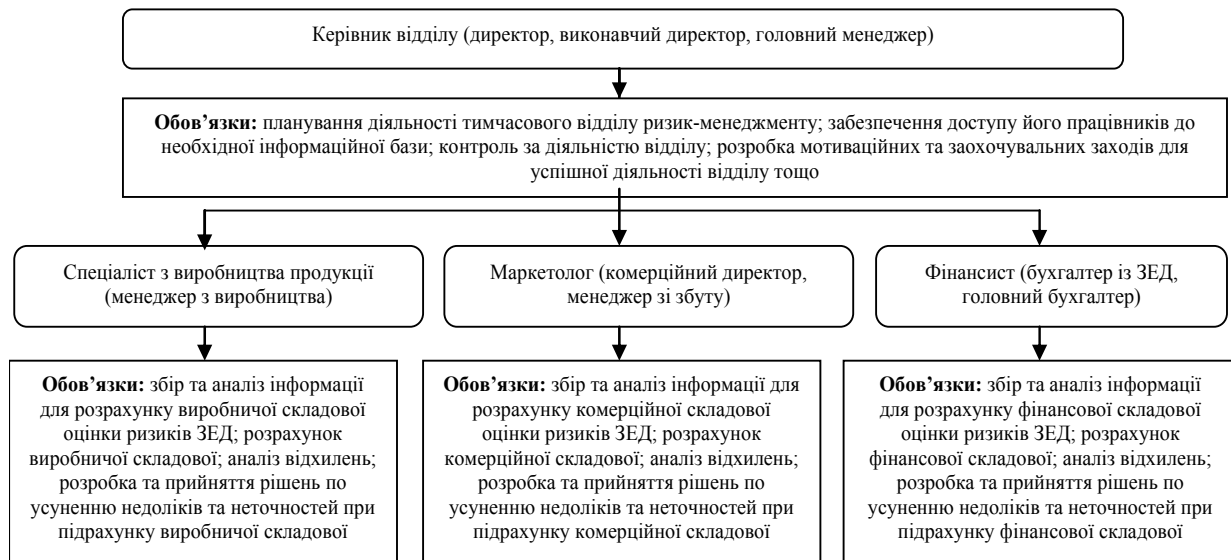 Керівник відділу (директор, виконавчий директор, головний менеджер)
Обов’язки: планування діяльності тимчасового відділу ризик-менеджменту; забезпечення доступу його працівників до
необхідної інформаційної бази; контроль за діяльністю відділу; розробка мотиваційних та заохочувальних заходів для
успішної діяльності відділу тощо
Спеціаліст з виробництва продукції
(менеджер з виробництва)
Маркетолог (комерційний директор,
менеджер зі збуту)
Фінансист (бухгалтер із ЗЕД,
головний бухгалтер)
Обов’язки: збір та аналіз інформації
для розрахунку виробничої складової
оцінки ризиків ЗЕД; розрахунок
виробничої складової; аналіз відхилень;
розробка та прийняття рішень по
усуненню недоліків та неточностей при
підрахунку виробничої складової
Обов’язки: збір та аналіз інформації для
розрахунку комерційної складової
оцінки ризиків ЗЕД; розрахунок
комерційної складової; аналіз відхилень;
розробка та прийняття рішень по
усуненню недоліків та неточностей при
підрахунку комерційної складової
Обов’язки: збір та аналіз інформації
для розрахунку фінансової складової
оцінки ризиків ЗЕД; розрахунок
фінансової складової; аналіз відхилень;
розробка та прийняття рішень по
усуненню недоліків та неточностей при
підрахунку фінансової складової